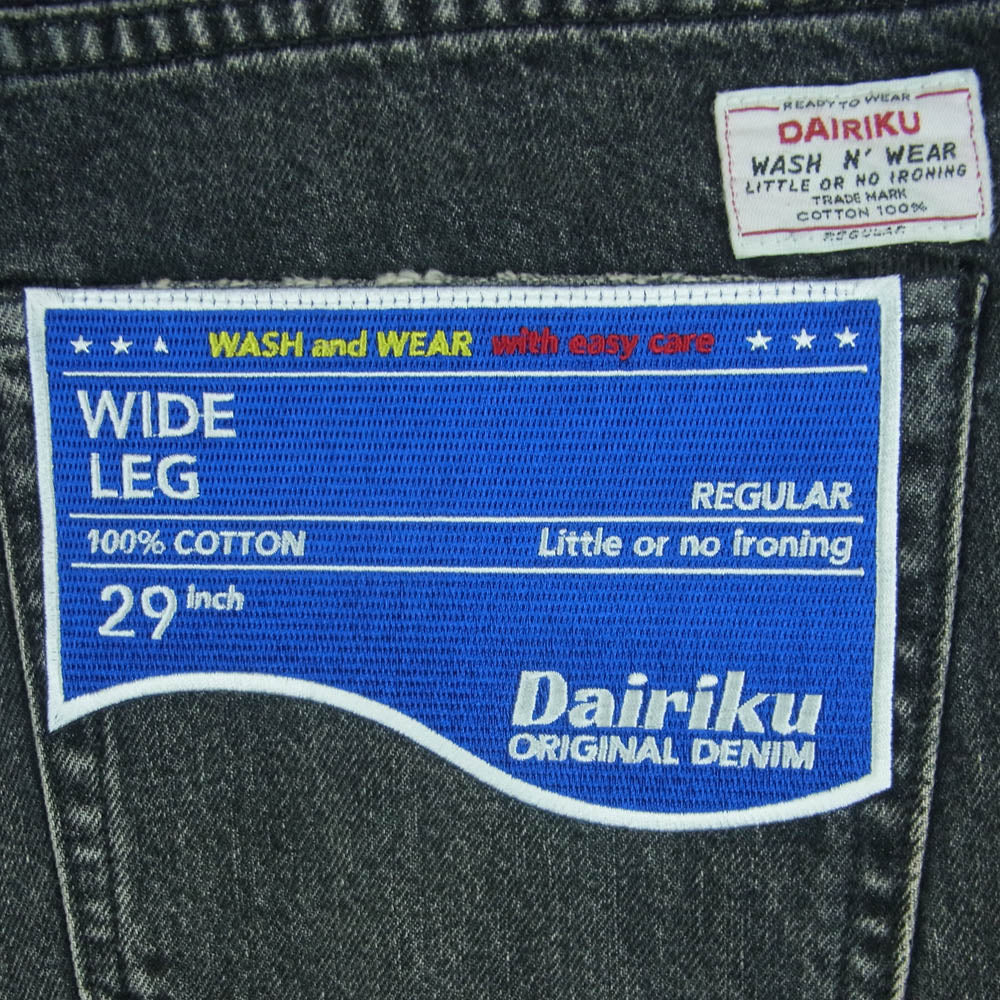 READY TO WEAR
DAIRIKU
WASH N' WEAR
LITTLE OR NO IRONING
TRADE MARK
COTTON 100%
REGULAR
WASH and WEAR with easy care
WIDE
LEG
REGULAR
100% COTTON Little or no ironing
29 inch
Dairiku
ORIGINAL DENIM